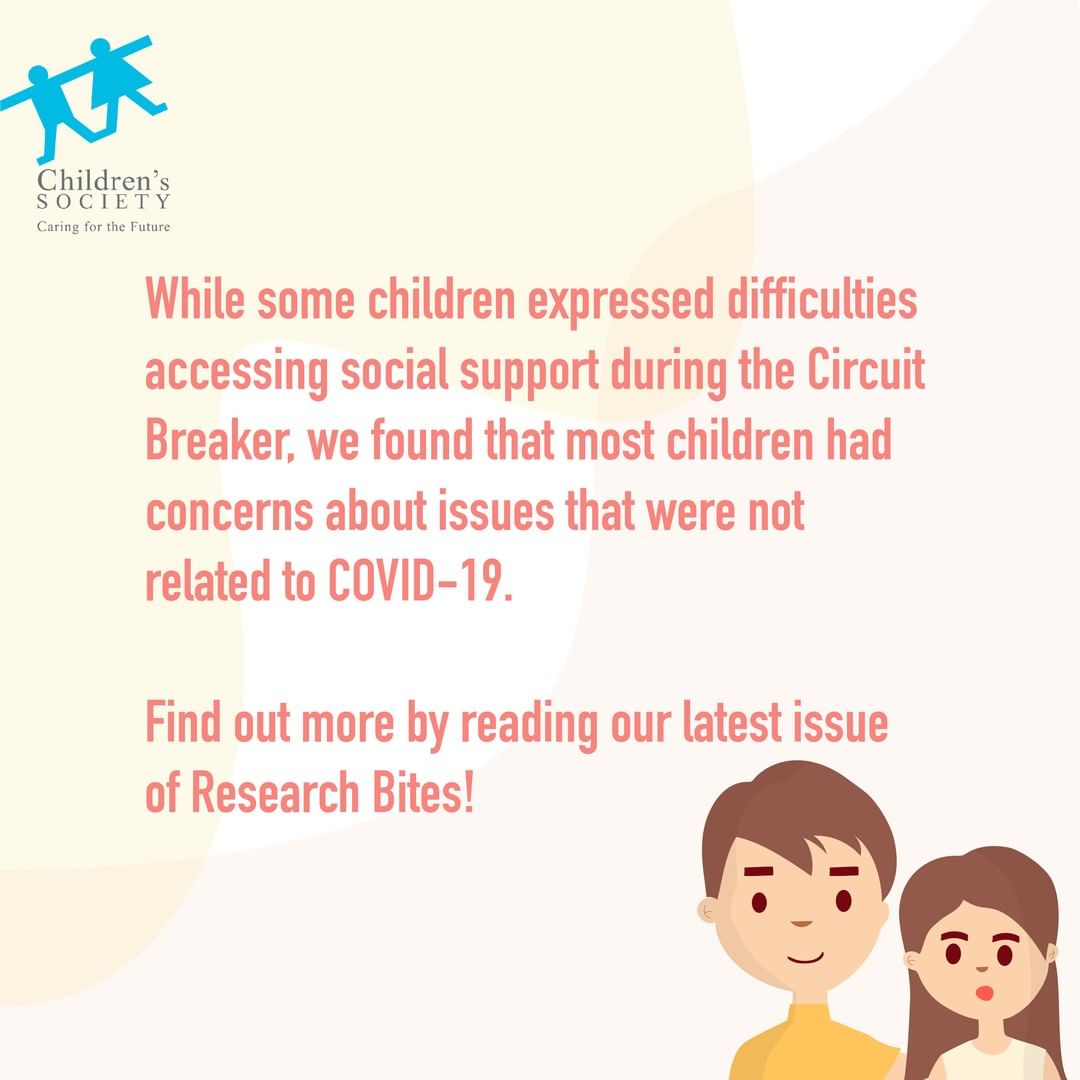 Children's
SOCIETY
Caring for the Future
While some children expressed difficulties
accessing social support during the Circuit
Breaker, we found that most children had
concerns about issues that were not
related to COVID-19.
Find out more by reading our latest issue
of Research Bites!